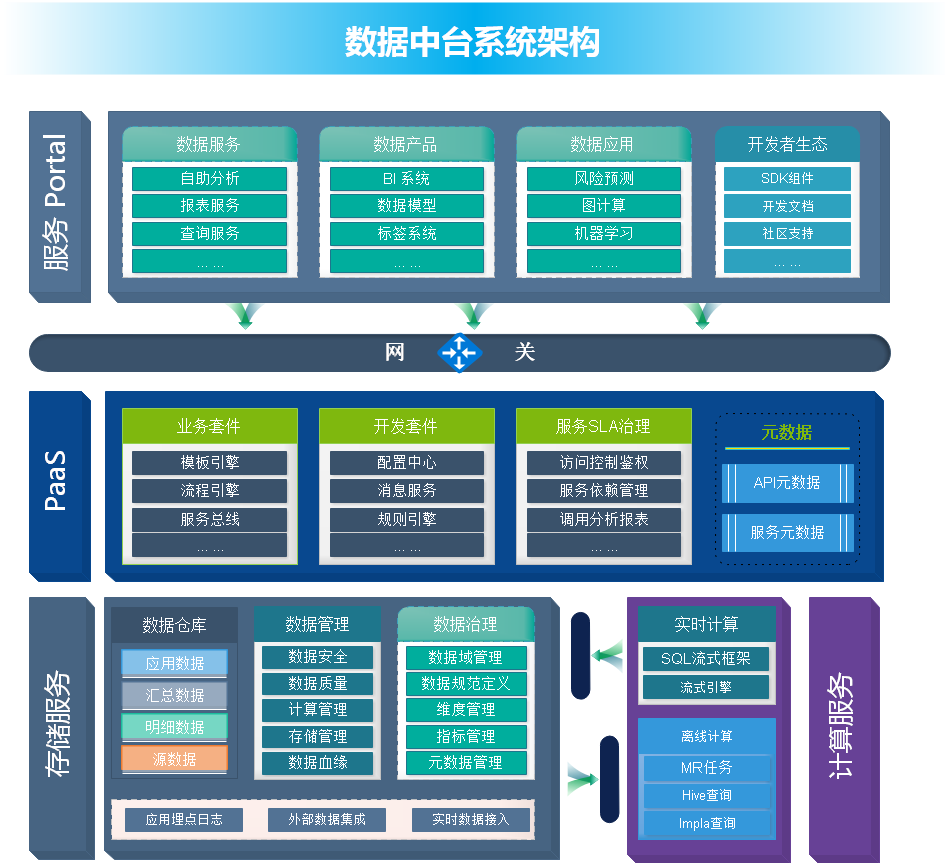 数据中台系统架构
服务 Portal
数据服务
自助分析
报表服务
查询服务
... ...
数据产品
BI 系统
数据模型
标签系统
... ...
数据应用
风险预测
图计算
机器学习
... ...
开发者生态
SDK组件
开发文档
社区支持
... ...
网 关
PaaS
业务套件
模板引擎
流程引擎
服务总线
... ...
开发套件
配置中心
消息服务
规则引擎
... ...
服务SLA治理
访问控制鉴权
服务依赖管理
调用分析报表
... ...
元数据
API元数据
服务元数据
存储服务
数据仓库
应用数据
汇总数据
明细数据
源数据
数据管理
数据安全
数据质量
计算管理
存储管理
数据血缘
数据治理
数据域管理
数据规范定义
维度管理
指标管理
元数据管理
应用埋点日志
外部数据集成
实时数据接入
实时计算
SQL流式框架
流式引擎
离线计算
MR任务
Hive查询
Impla查询
计算服务